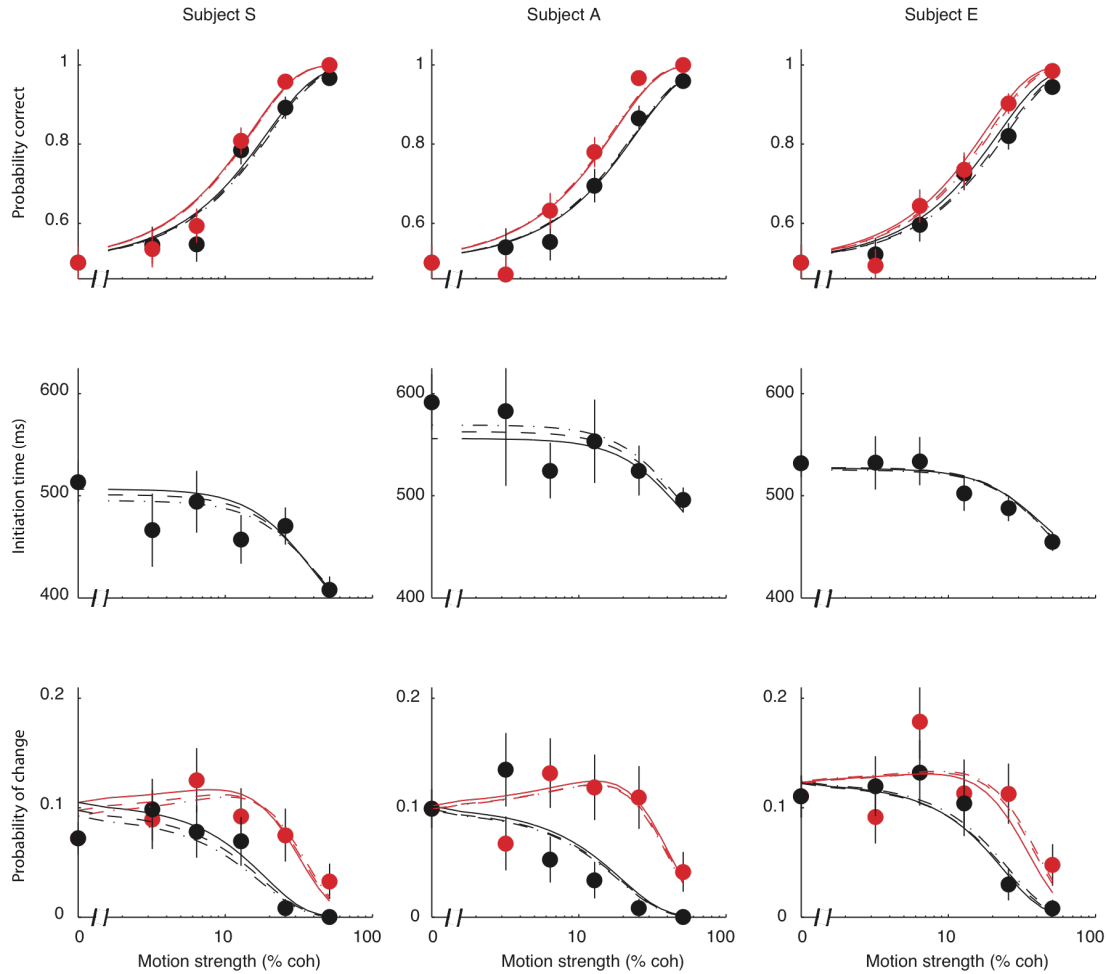 Subject S Subject A Subject E
Probability correct
1 1 1
0.8 0.8 0.8
0.6 0.6 0.6
Initiation time (ms)
600 600 600
500 500 500
400 400 400
Probability of change
0.2 0.2 0.2
0.1 0.1 0.1
0 0 0
0 10 100 0 10 100 0 10 100
Motion strength (% coh) Motion strength (% coh) Motion strength (% coh)